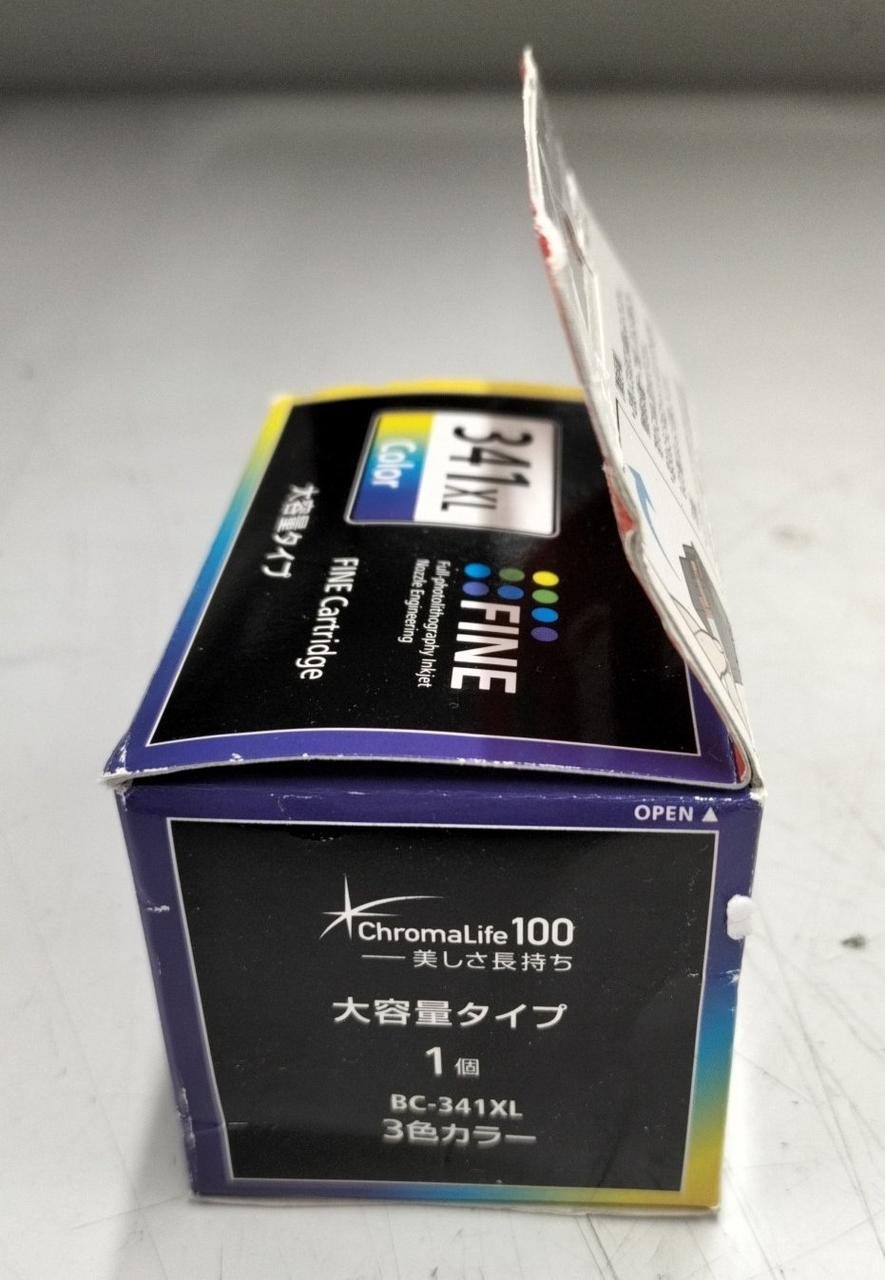 341XL
Color
FINE
Full-photolithography Inkjet
Nozzle Engineering
FINE Cartridge
大容量タイプ
OPEN ▲
ChromaLife100
美しさ長持ち
大容量タイプ
1個
BC-341XL
3色カラー